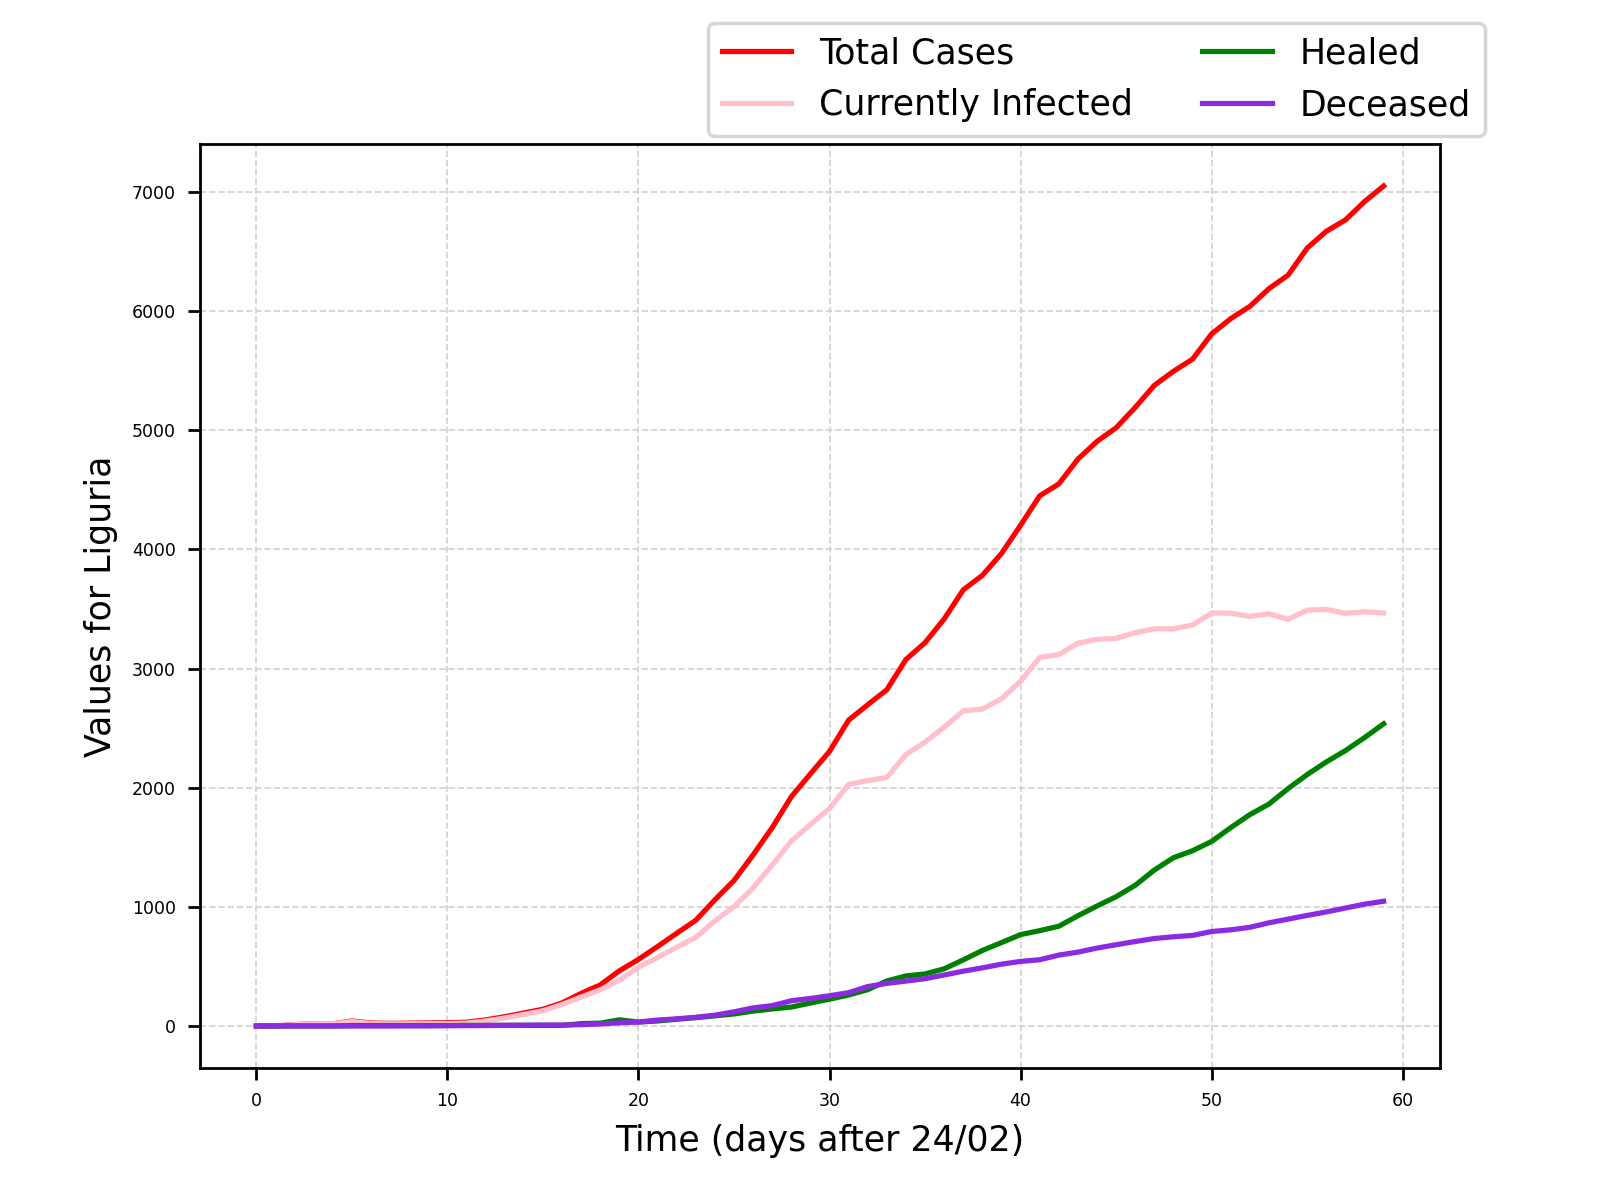 Total Cases
Currently Infected
Healed
Deceased
7000
6000
5000
4000
3000
2000
1000
0
Values for Liguria
0 10 20 30 40 50 60
Time (days after 24/02)